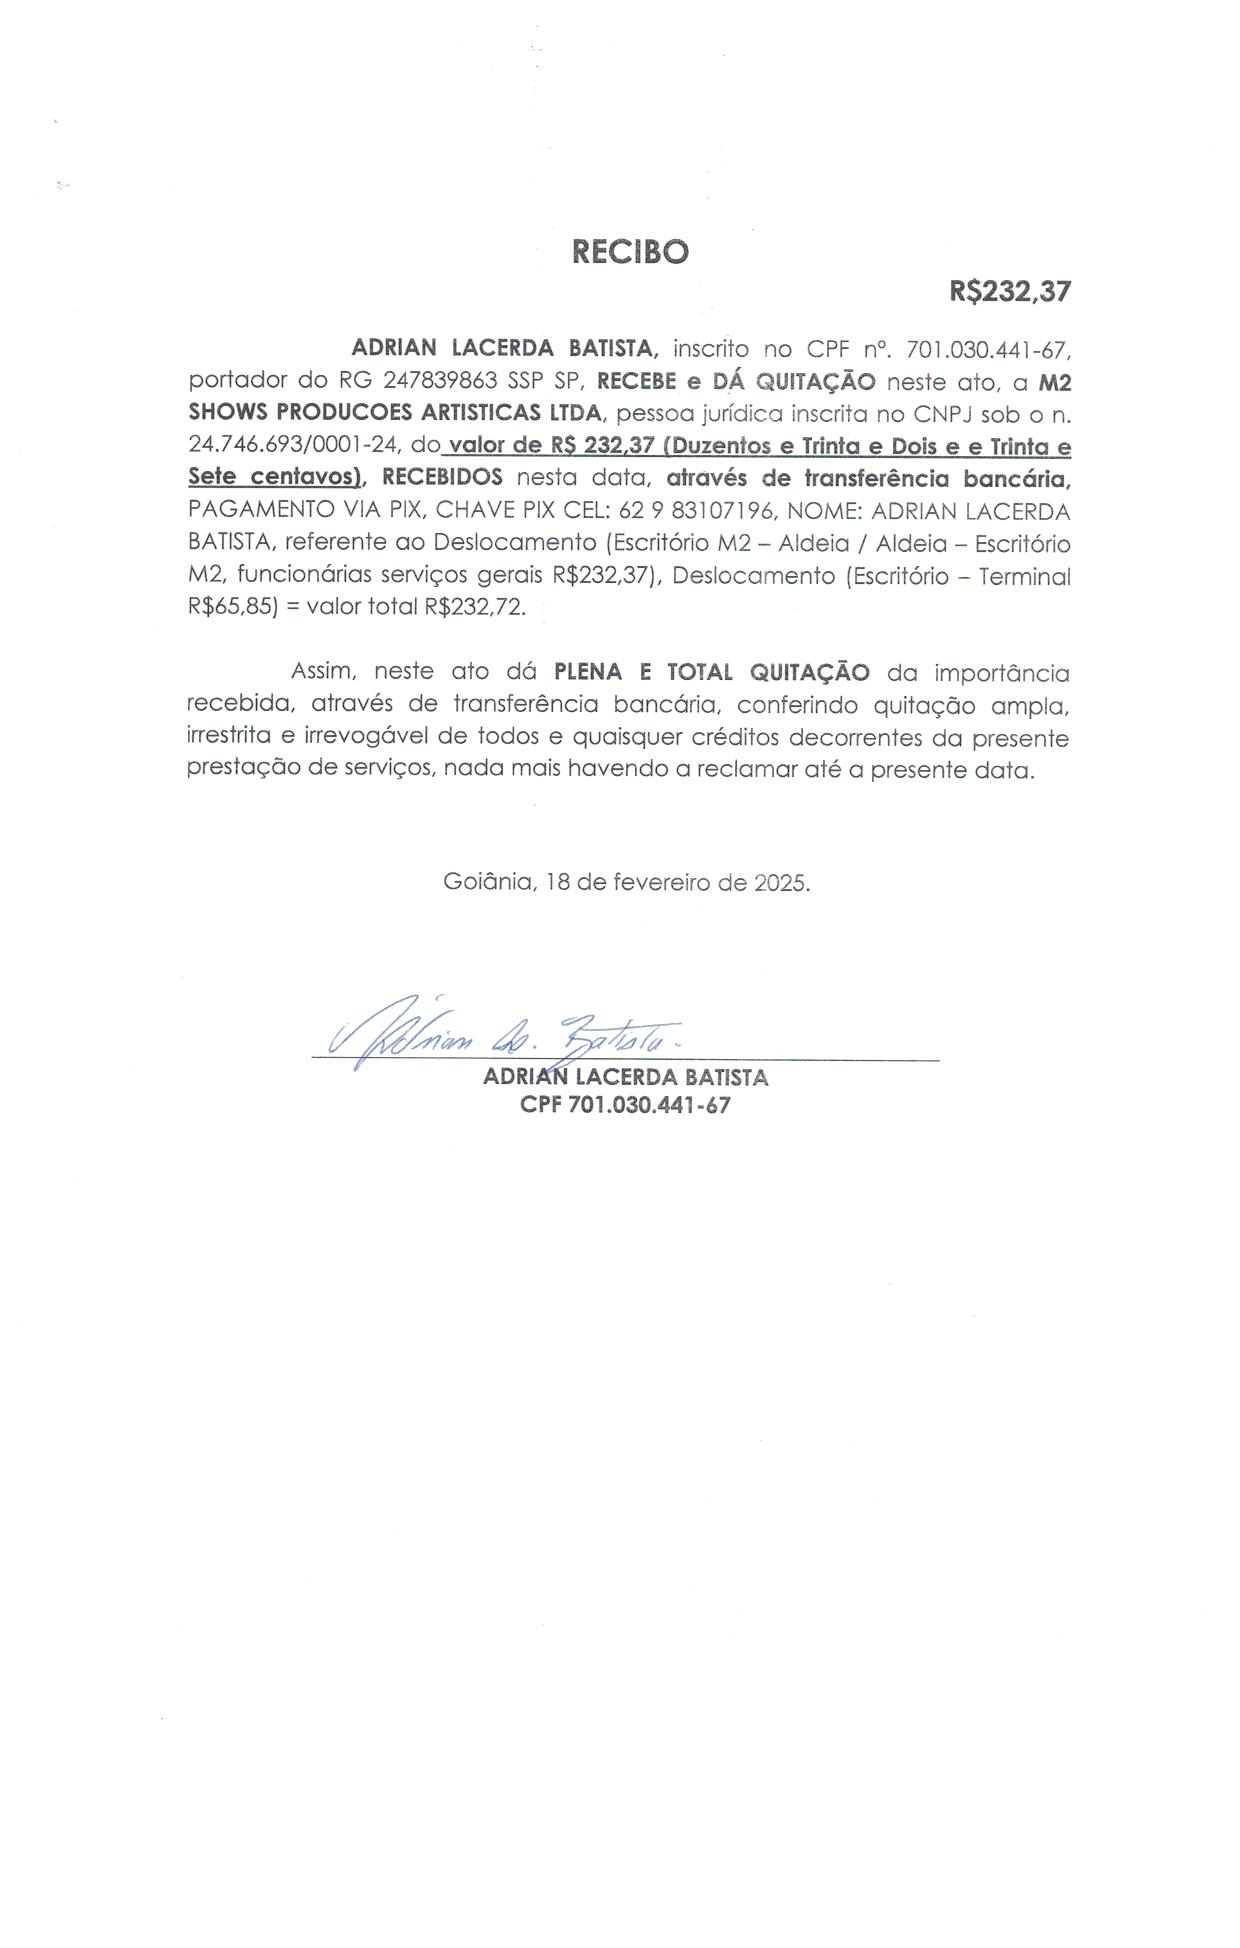 RECIBO
R$232,37
ADRIAN LACERDA BATISTA, inscrito no CPF nº. 701.030.441-67,
portador do RG 247839863 SSP SP, RECEBE e DÁ QUITAÇÃO neste ato, a M2
SHOWS PRODUCOES ARTISTICAS LTDA, pessoa jurídica inscrita no CNPJ sob o n.
24.746.693/0001-24, do valor de R$ 232,37 (Duzentos e Trinta e Dois e e Trinta e
Sete centavos), RECEBIDOS nesta data, através de transferência bancária,
PAGAMENTO VIA PIX, CHAVE PIX CEL: 62 9 83107196, NOME: ADRIAN LACERDA
BATISTA, referente ao Deslocamento (Escritório M2 – Aldeia / Aldeia – Escritório
M2, funcionárias serviços gerais R$232,37), Deslocamento (Escritório – Terminal
R$65,85) = valor total R$232,72.
Assim, neste ato dá PLENA E TOTAL QUITAÇÃO da importância
recebida, através de transferência bancária, conferindo quitação ampla,
irrestrita e irrevogável de todos e quaisquer créditos decorrentes da presente
prestação de serviços, nada mais havendo a reclamar até a presente data.
Goiânia, 18 de fevereiro de 2025.
Adrian La. Batista.
ADRIAN LACERDA BATISTA
CPF 701.030.441-67